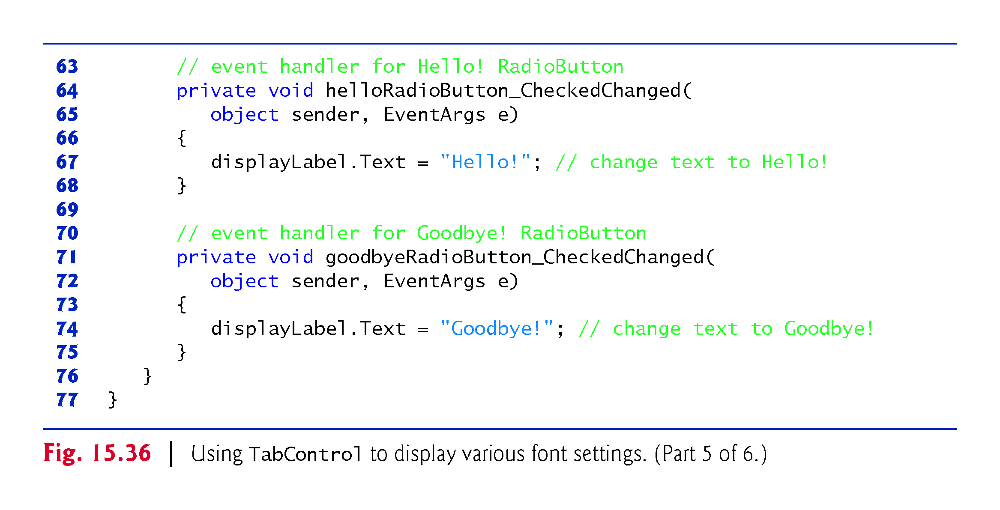 63 // event handler for Hello! RadioButton
64 private void helloRadioButton_CheckedChanged(
65 object sender, EventArgs e)
66 {
67 displayLabel.Text = "Hello!"; // change text to Hello!
68 }
69
70 // event handler for Goodbye! RadioButton
71 private void goodbyeRadioButton_CheckedChanged(
72 object sender, EventArgs e)
73 {
74 displayLabel.Text = "Goodbye!"; // change text to Goodbye!
75 }
76 }
77 }
Fig. 15.36 | Using TabControl to display various font settings. (Part 5 of 6.)